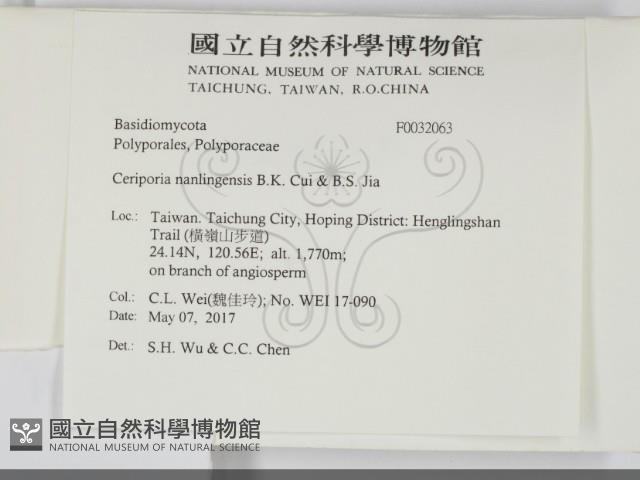 國立自然科學博物館
NATIONAL MUSEUM OF NATURAL SCIENCE
TAICHUNG, TAIWAN, R.O.CHINA
Basidiomycota F0032063
Polyporales, Polyporaceae
Ceriporia nanlingensis B.K. Cui & B.S. Jia
Loc.: Taiwan. Taichung City, Hoping District: Henglingshan
Trail (橫嶺山步道)
24.14N, 120.56E; alt. 1,770m;
on branch of angiosperm
Col.: C.L. Wei(魏佳玲); No. WEI 17-090
Date: May 07, 2017
Det.: S.H. Wu & C.C. Chen
國立自然科學博物館
NATIONAL MUSEUM OF NATURAL SCIENCE